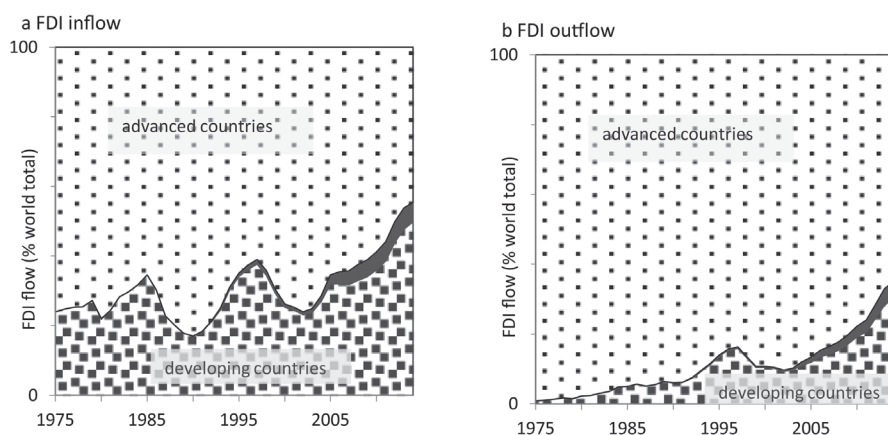 a FDI inflow
100
advanced countries
FDI flow (% world total)
developing countries
0
1975 1985 1995 2005
b FDI outflow
100
advanced countries
FDI flow (% world total)
developing countries
0
1975 1985 1995 2005